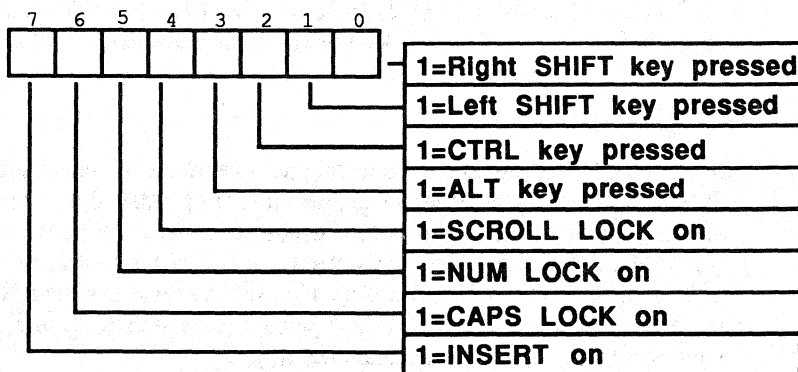 7 6 5 4 3 2 1 0
1=Right SHIFT key pressed
1=Left SHIFT key pressed
1=CTRL key pressed
1=ALT key pressed
1=SCROLL LOCK on
1=NUM LOCK on
1=CAPS LOCK on
1=INSERT on